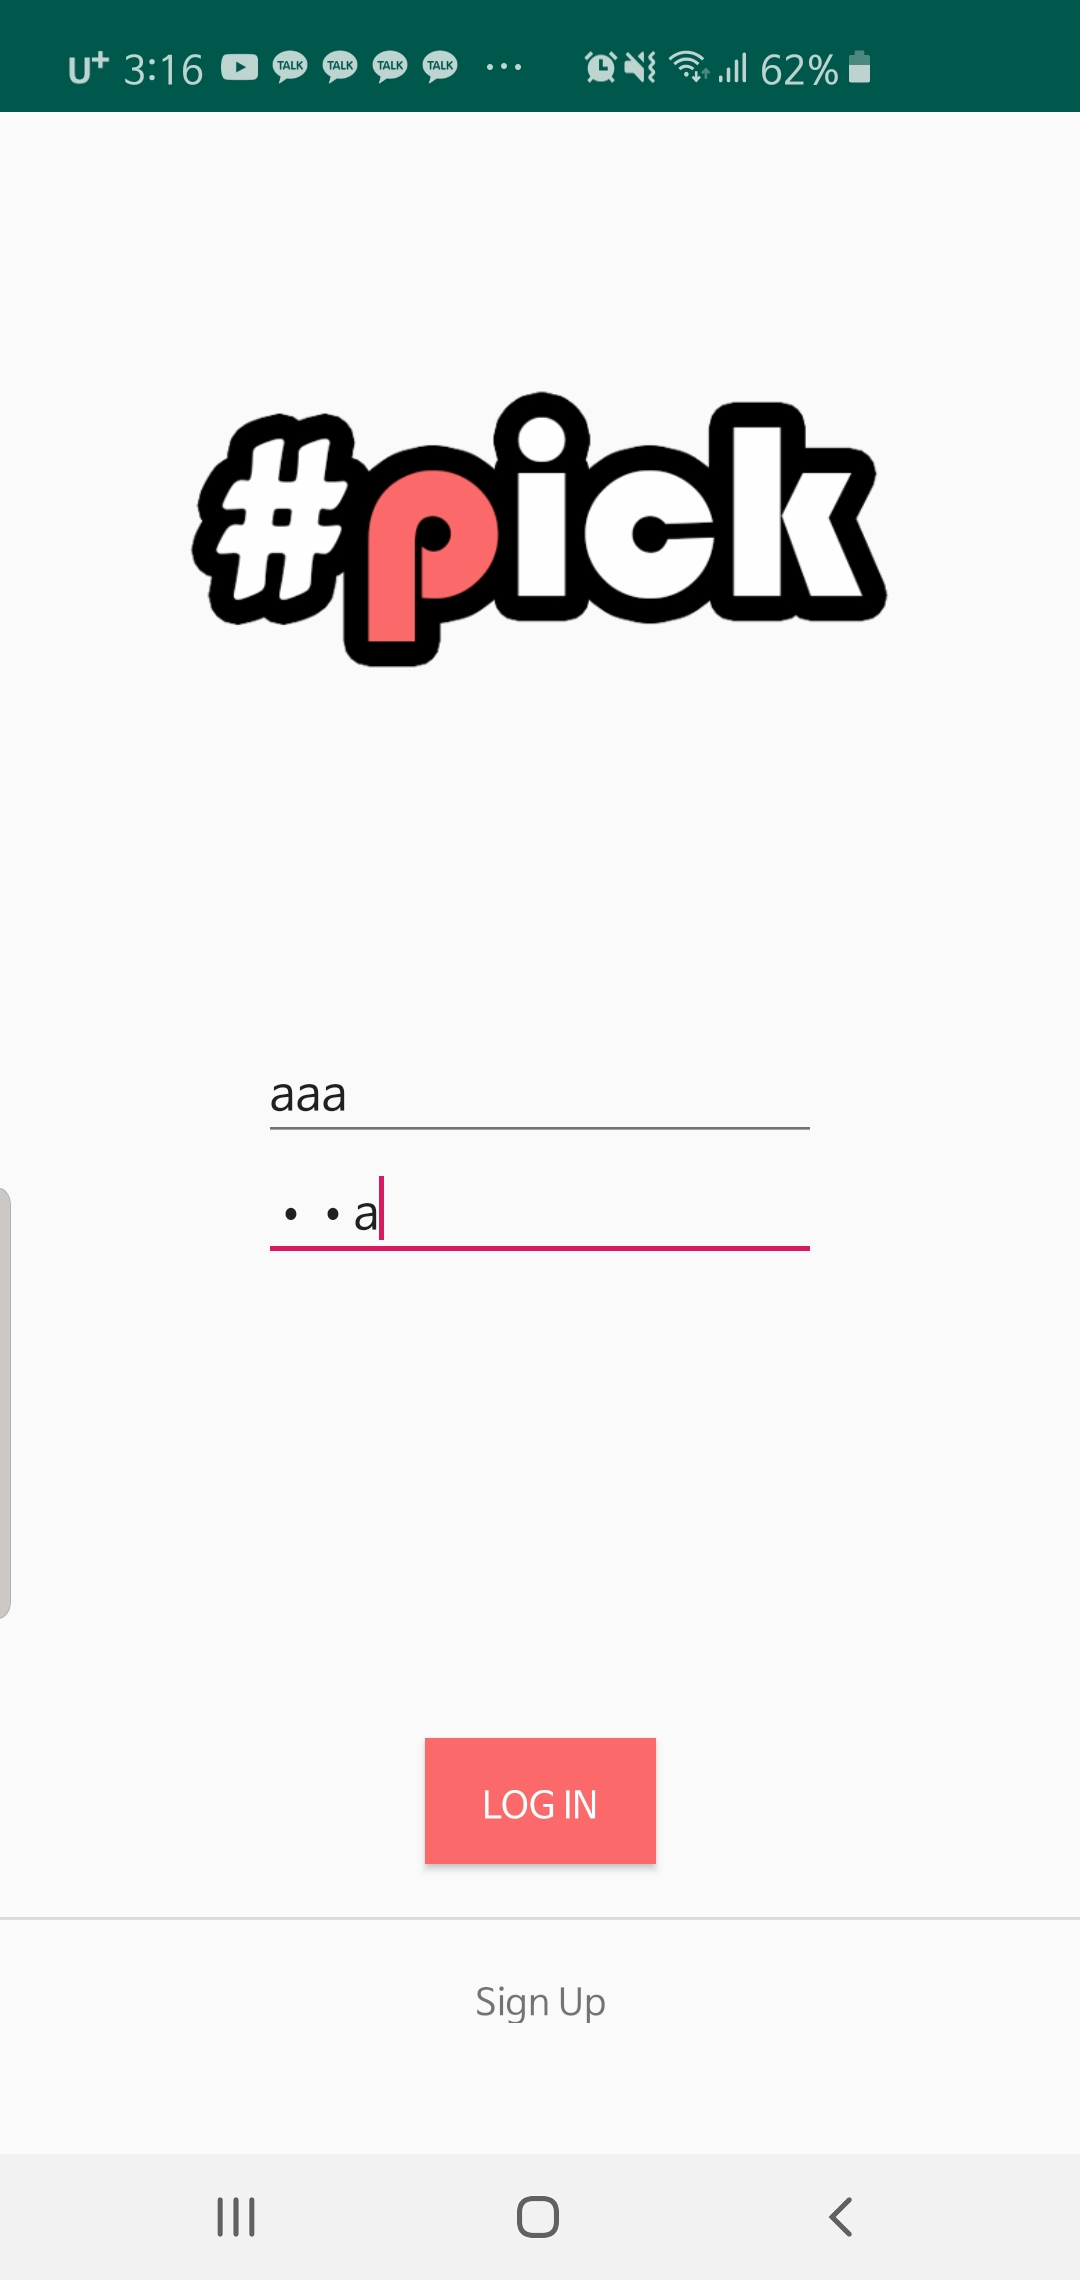 U+ 3:16 TALK TALK TALK TALK ... 62%
#pick
aaa
• • a
LOG IN
Sign Up